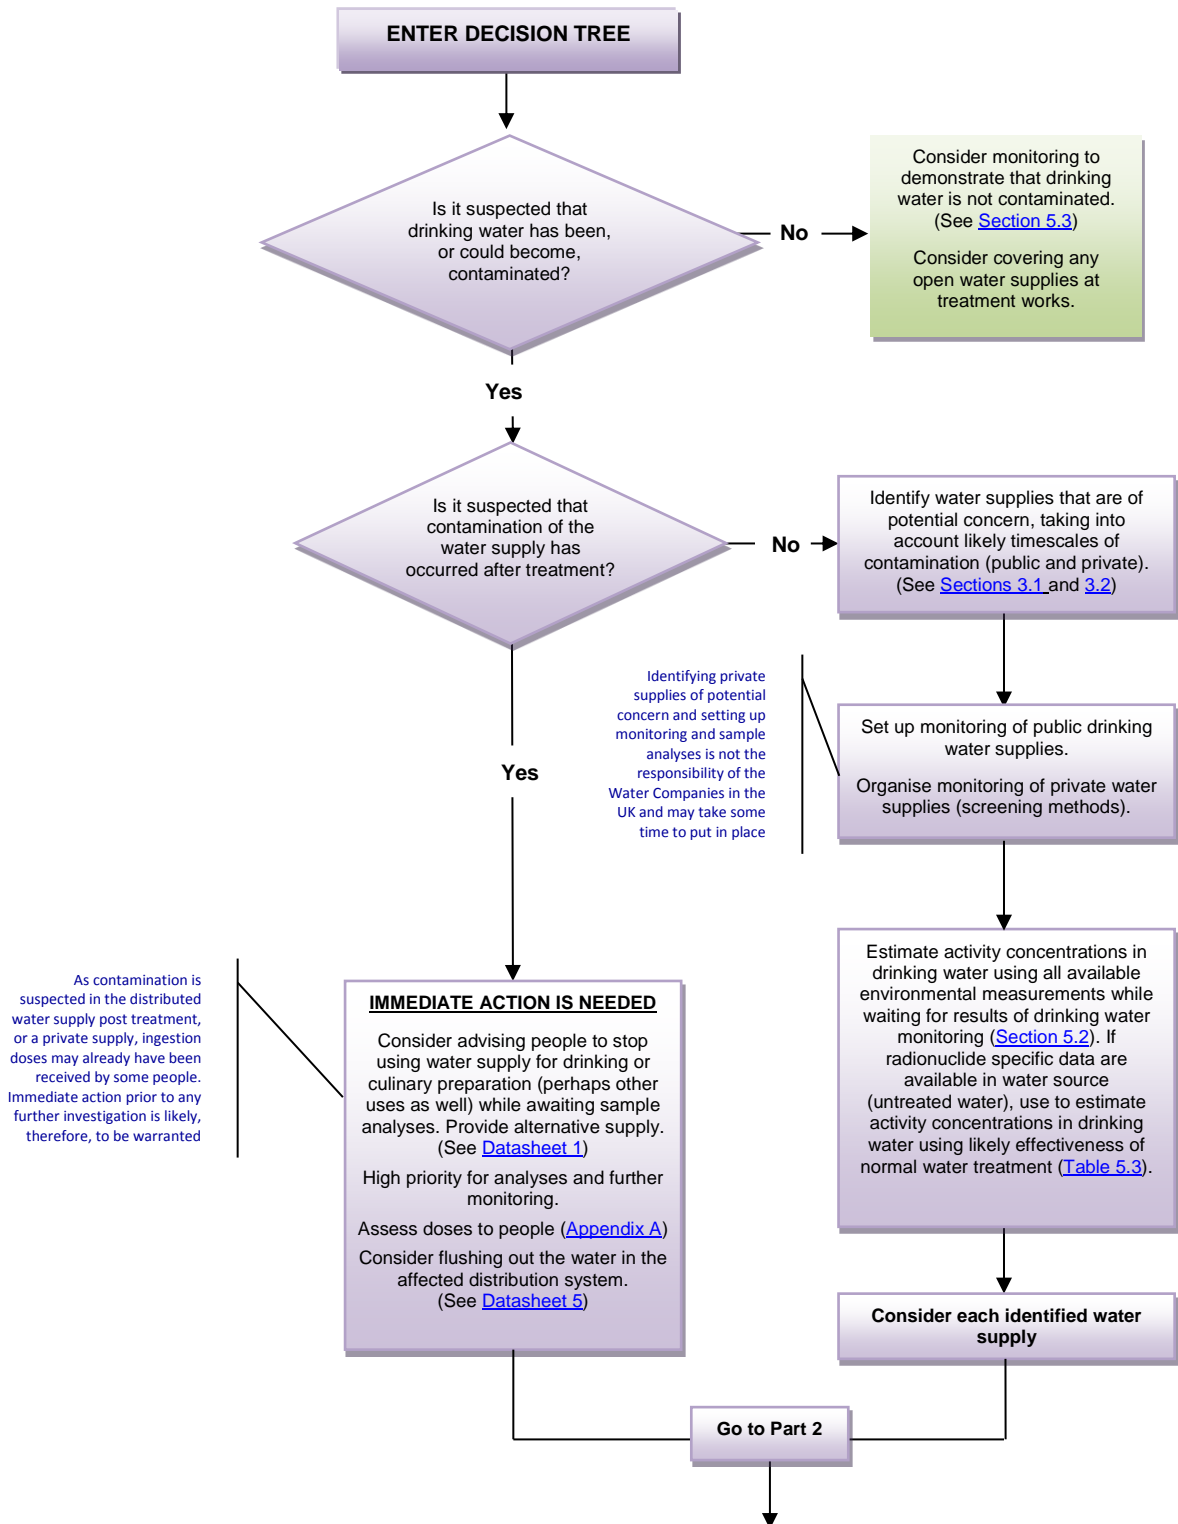 ENTER DECISION TREE
Is it suspected that
drinking water has been,
or could become,
contaminated?
No
Consider monitoring to
demonstrate that drinking
water is not contaminated.
(See Section 5.3)
Consider covering any
open water supplies at
treatment works.
Yes
Is it suspected that
contamination of the
water supply has
occurred after treatment?
No
Identify water supplies that are of
potential concern, taking into
account likely timescales of
contamination (public and private).
(See Sections 3.1 and 3.2)
Identifying private
supplies of potential
concern and setting up
monitoring and sample
analyses is not the
responsibility of the
Water Companies in the
UK and may take some
time to put in place
Set up monitoring of public drinking
water supplies.
Organise monitoring of private water
supplies (screening methods).
Yes
Estimate activity concentrations in
drinking water using all available
environmental measurements while
waiting for results of drinking water
monitoring (Section 5.2). If
radionuclide specific data are
available in water source
(untreated water), use to estimate
activity concentrations in drinking
water using likely effectiveness of
normal water treatment (Table 5.3).
As contamination is
suspected in the distributed
water supply post treatment,
or a private supply, ingestion
doses may already have been
received by some people.
Immediate action prior to any
further investigation is likely,
therefore, to be warranted
IMMEDIATE ACTION IS NEEDED
Consider advising people to stop
using water supply for drinking or
culinary preparation (perhaps other
uses as well) while awaiting sample
analyses. Provide alternative supply.
(See Datasheet 1)
High priority for analyses and further
monitoring.
Assess doses to people (Appendix A)
Consider flushing out the water in the
affected distribution system.
(See Datasheet 5)
Consider each identified water
supply
Go to Part 2